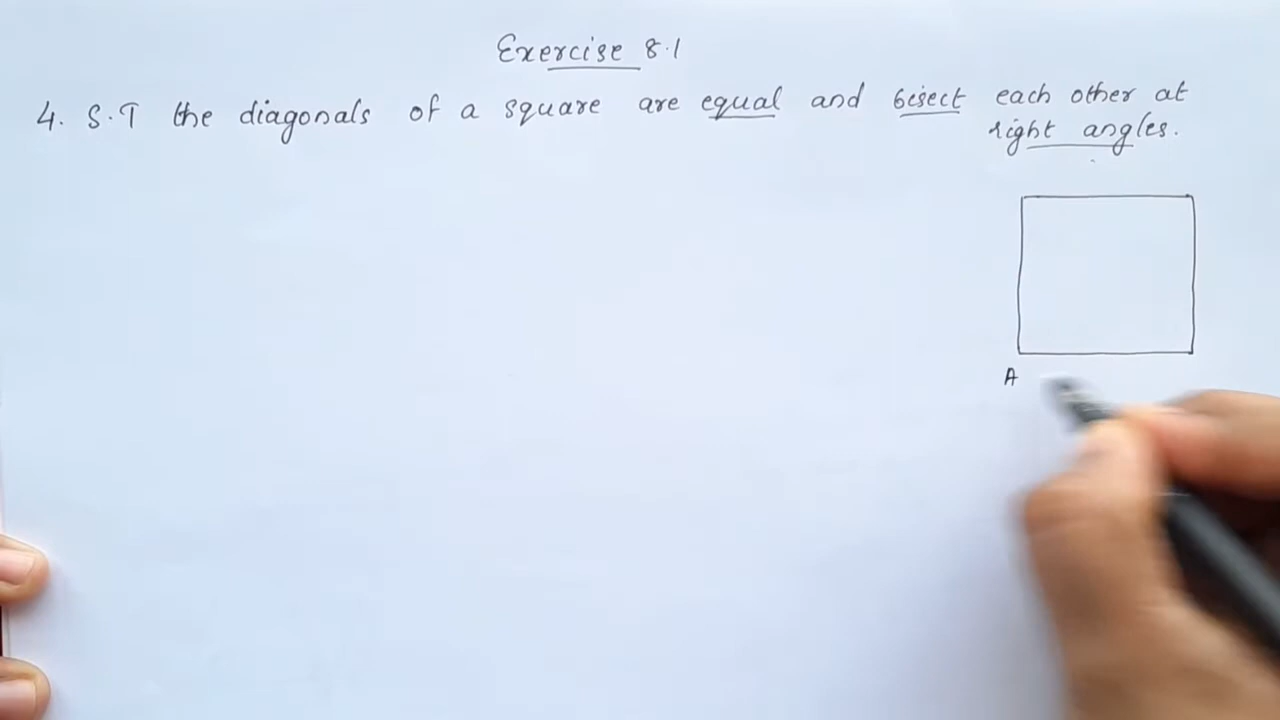 Exercise 8.1
4. S.T the diagonals of a square are equal and bisect each other at
right angles.
A